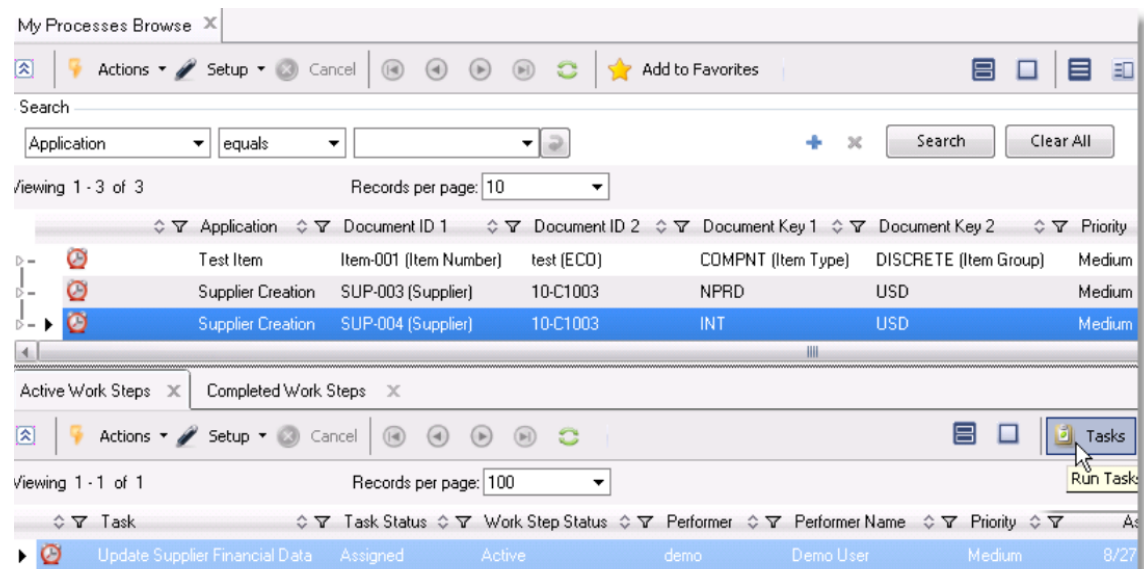 My Processes Browse
Actions Setup Cancel Add to Favorites
Search
Application equals Search Clear All
Viewing 1 - 3 of 3 Records per page: 10
Application Document ID 1 Document ID 2 Document Key 1 Document Key 2 Priority
Test Item Item-001 (Item Number) test (ECO) COMPNT (Item Type) DISCRETE (Item Group) Medium
Supplier Creation SUP-003 (Supplier) 10-C1003 NPRD USD Medium
Supplier Creation SUP-004 (Supplier) 10-C1003 INT USD Medium
Active Work Steps Completed Work Steps
Actions Setup Cancel Tasks
Viewing 1 - 1 of 1 Records per page: 100 Run Task
Task Task Status Work Step Status Performer Performer Name Priority As
Update Supplier Financial Data Assigned Active demo Demo User Medium 8/27